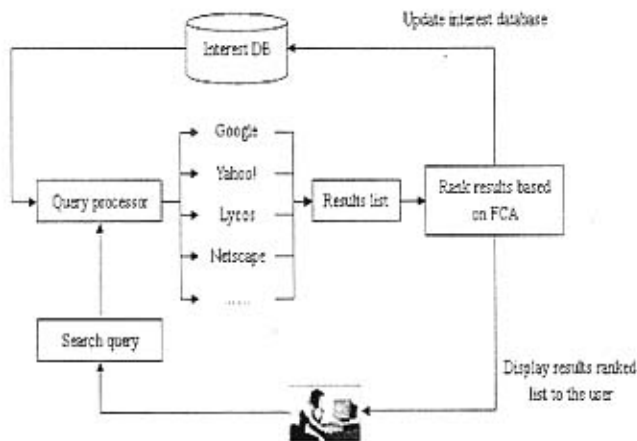 Update interest database
Interest DB
Google
Yahoo!
Query processor
Lycos
Results list
Rank results based
on FCA
Netscape
......
Search query
Display results ranked
list to the user